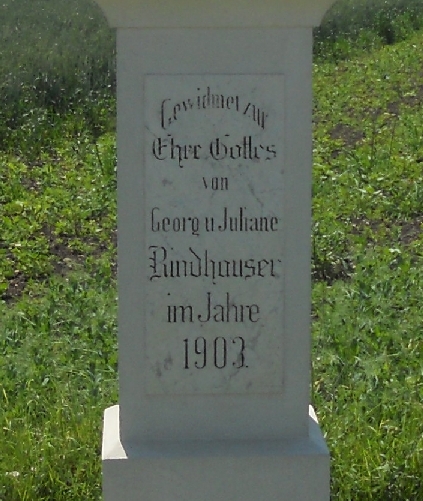 Gewidmet zur
Ehre Gottes
von
Georg u Juliane
Rindhauser
im Jahre
1903.